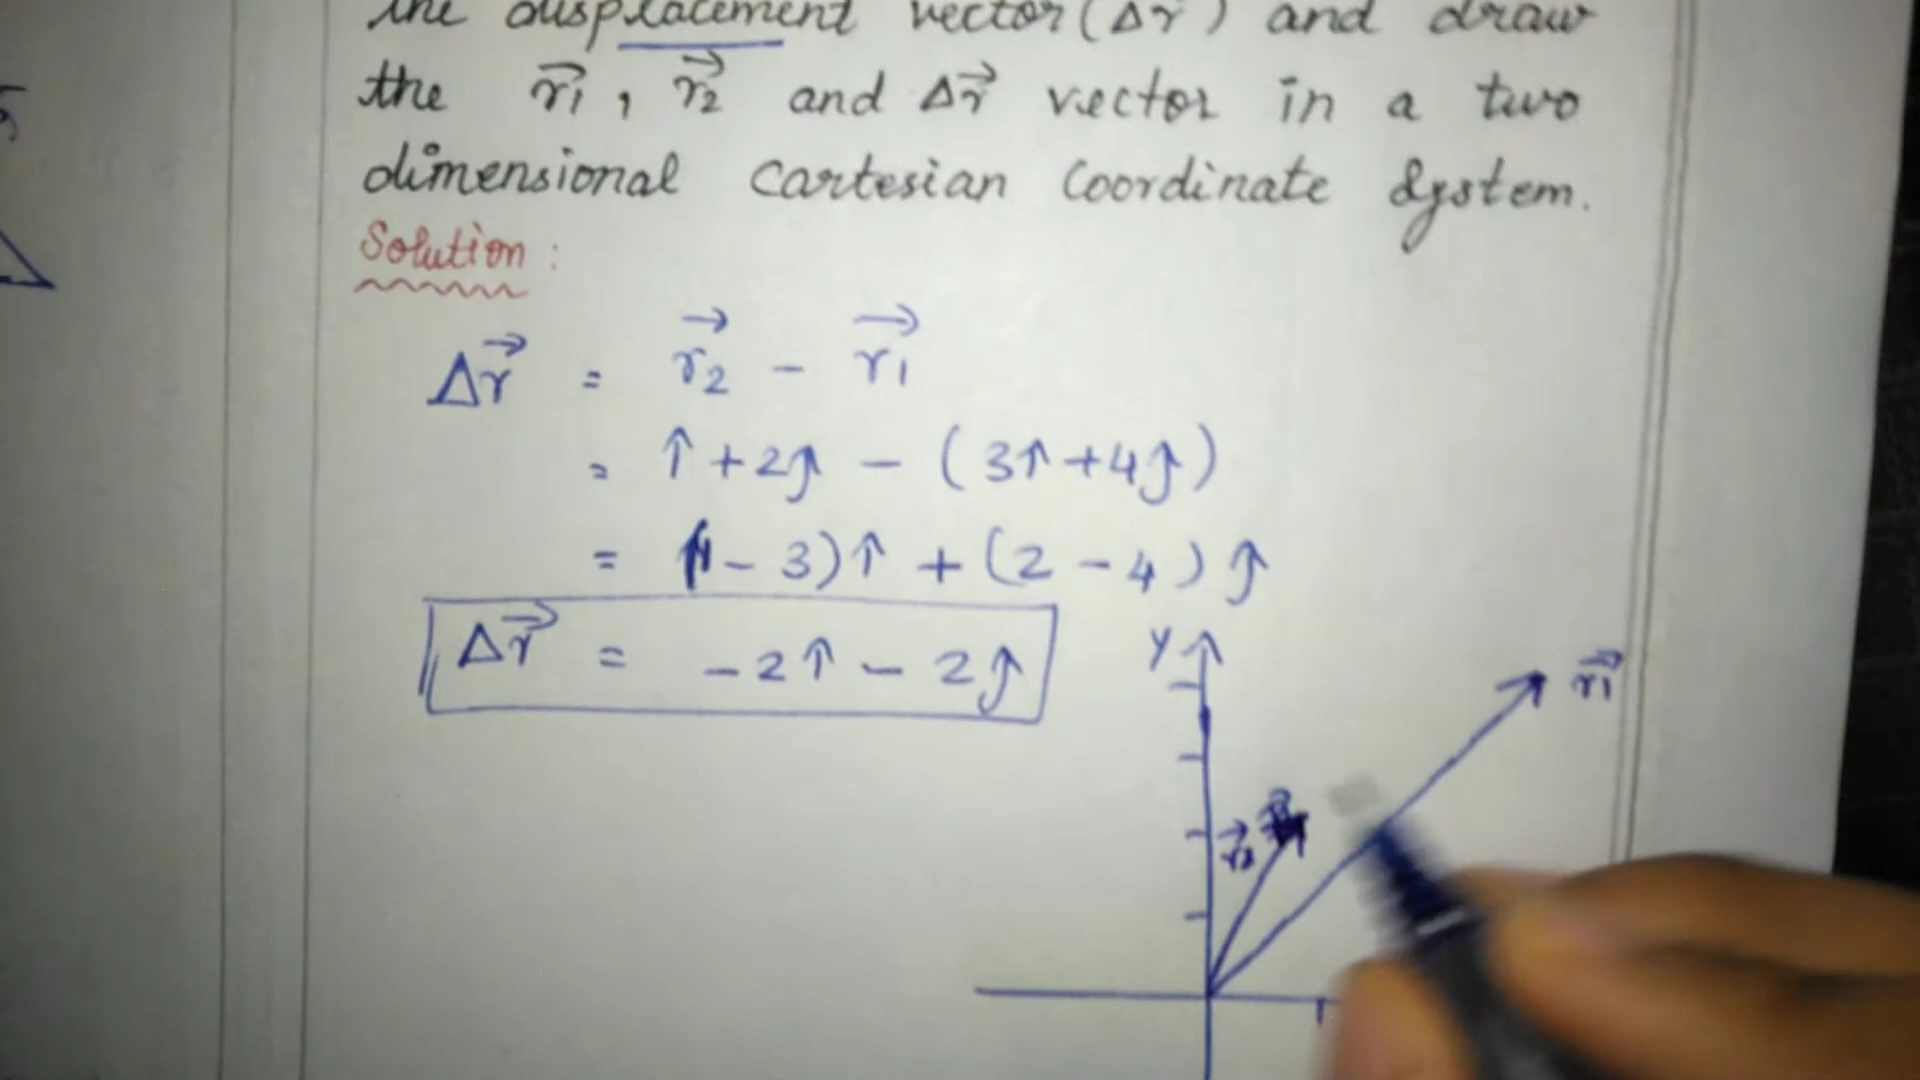 the displacement vector (Δr) and draw
the r⃗1, r⃗2 and Δr⃗ vector in a two
dimensional Cartesian Coordinate System.
Solution :
Δr⃗ = r⃗2 - r⃗1
= î + 2ĵ - (3î + 4ĵ)
= (1 - 3)î + (2 - 4)ĵ
Δr⃗ = -2î - 2ĵ
y
r⃗1
r⃗2